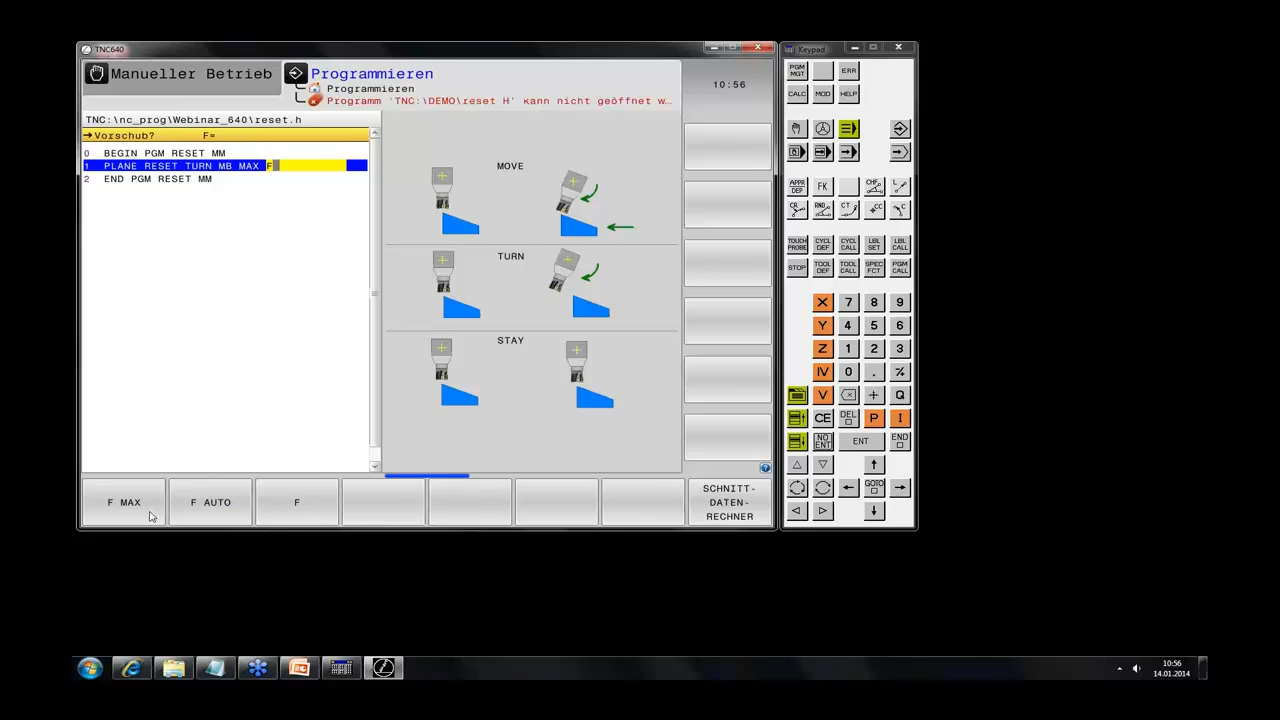 TNC640
Manueller Betrieb
Programmieren
Programmieren
Programm 'TNC:\DEMO\reset H' kann nicht geöffnet w…
10:56
TNC:\nc_prog\Webinar_640\reset.h
Vorschub? F=
0 BEGIN PGM RESET MM
1 PLANE RESET TURN MB MAX F
2 END PGM RESET MM
MOVE
TURN
STAY
F MAX
F AUTO
F
SCHNITT-
DATEN-
RECHNER
Keypad
PGM MGT
ERR
CALC
MOD
HELP
APPR DEP
FK
CHF
L
CR
RND
CT
CC
C
TOUCH PROBE
CYCL DEF
CYCL CALL
LBL SET
LBL CALL
STOP
TOOL DEF
TOOL CALL
SPEC FCT
PGM CALL
X 7 8 9
Y 4 5 6
Z 1 2 3
IV 0 .
V Q
CE
DEL
P
I
NO ENT
ENT
END
GOTO
10:56
14.01.2014